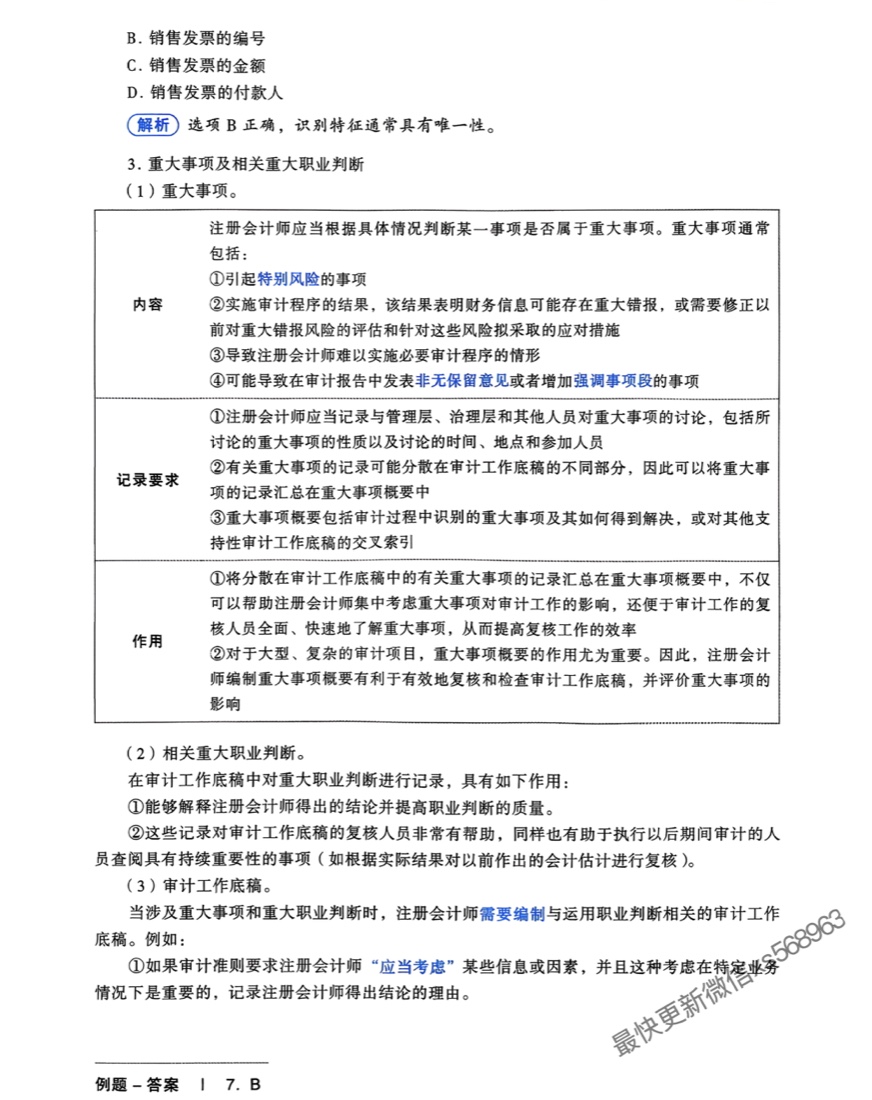 B. 销售发票的编号
C. 销售发票的金额
D. 销售发票的付款人
解析 选项 B 正确，识别特征通常具有唯一性。
3. 重大事项及相关重大职业判断
（1）重大事项。
内容
注册会计师应当根据具体情况判断某一事项是否属于重大事项。重大事项通常
包括：
①引起特别风险的事项
②实施审计程序的结果，该结果表明财务信息可能存在重大错报，或需要修正以
前对重大错报风险的评估和针对这些风险拟采取的应对措施
③导致注册会计师难以实施必要审计程序的情形
④可能导致在审计报告中发表非无保留意见或者增加强调事项段的事项
记录要求
①注册会计师应当记录与管理层、治理层和其他人员对重大事项的讨论，包括所
讨论的重大事项的性质以及讨论的时间、地点和参加人员
②有关重大事项的记录可能分散在审计工作底稿的不同部分，因此可以将重大事
项的记录汇总在重大事项概要中
③重大事项概要包括审计过程中识别的重大事项及其如何得到解决，或对其他支
持性审计工作底稿的交叉索引
作用
①将分散在审计工作底稿中的有关重大事项的记录汇总在重大事项概要中，不仅
可以帮助注册会计师集中考虑重大事项对审计工作的影响，还便于审计工作的复
核人员全面、快速地了解重大事项，从而提高复核工作的效率
②对于大型、复杂的审计项目，重大事项概要的作用尤为重要。因此，注册会计
师编制重大事项概要有利于有效地复核和检查审计工作底稿，并评价重大事项的
影响
（2）相关重大职业判断。
在审计工作底稿中对重大职业判断进行记录，具有如下作用：
①能够解释注册会计师得出的结论并提高职业判断的质量。
②这些记录对审计工作底稿的复核人员非常有帮助，同样也有助于执行以后期间审计的人
员查阅具有持续重要性的事项（如根据实际结果对以前作出的会计估计进行复核）。
（3）审计工作底稿。
当涉及重大事项和重大职业判断时，注册会计师需要编制与运用职业判断相关的审计工作
底稿。例如：
①如果审计准则要求注册会计师“应当考虑”某些信息或因素，并且这种考虑在特定业务
情况下是重要的，记录注册会计师得出结论的理由。
最快更新微信:s568963
例题－答案 | 7. B